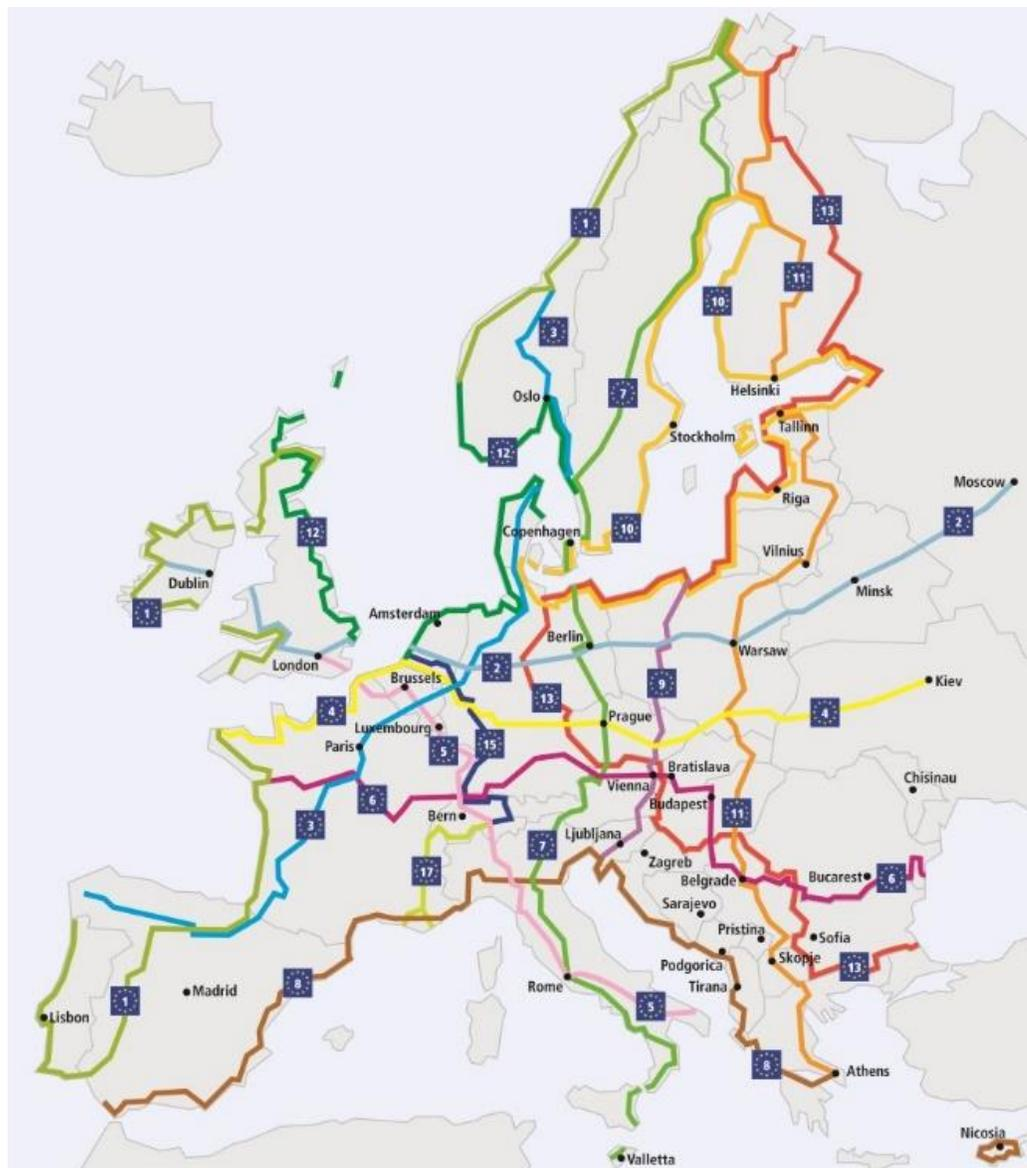 1
13
11
10
3
7
Oslo
Helsinki
12
Stockholm
Tallinn
Moscow
Riga
2
12
Copenhagen
10
Vilnius
Dublin
Minsk
1
Amsterdam
Berlin
Warsaw
London
2
Brussels
9
Kiev
13
4
Luxembourg
Prague
4
Paris
5
15
Bratislava
Vienna
Chisinau
6
Budapest
Bern
11
3
Ljubljana
7
17
Zagreb
Belgrade
Bucarest
6
Sarajevo
Pristina
Sofia
Podgorica
Skopje
13
8
Madrid
Rome
Tirana
1
5
Lisbon
8
Athens
Nicosia
Valletta